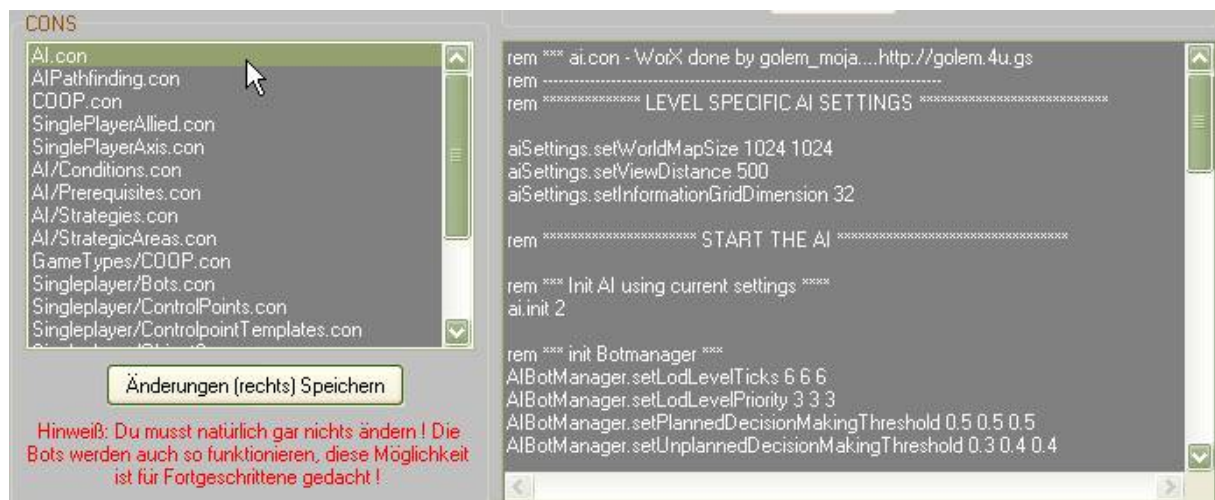 CONS
AI.con
AIPathfinding.con
COOP.con
SinglePlayerAllied.con
SinglePlayerAxis.con
AI/Conditions.con
AI/Prerequisites.con
AI/Strategies.con
AI/StrategicAreas.con
GameTypes/COOP.con
Singleplayer/Bots.con
Singleplayer/ControlPoints.con
Singleplayer/ControlpointTemplates.con
Änderungen (rechts) Speichern
Hinweiß: Du musst natürlich gar nichts ändern ! Die
Bots werden auch so funktionieren, diese Möglichkeit
ist für Fortgeschrittene gedacht !
rem *** ai.con - WorX done by golem_moja....http://golem.4u.gs
rem ---------------------------------------------------------------
rem ************** LEVEL SPECIFIC AI SETTINGS ***************************
aiSettings.setWorldMapSize 1024 1024
aiSettings.setViewDistance 500
aiSettings.setInformationGridDimension 32
rem ********************** START THE AI *********************************
rem *** Init AI using current settings ****
ai.init 2
rem *** init Botmanager ***
AIBotManager.setLodLevelTicks 6 6 6
AIBotManager.setLodLevelPriority 3 3 3
AIBotManager.setPlannedDecisionMakingThreshold 0.5 0.5 0.5
AIBotManager.setUnplannedDecisionMakingThreshold 0.3 0.4 0.4